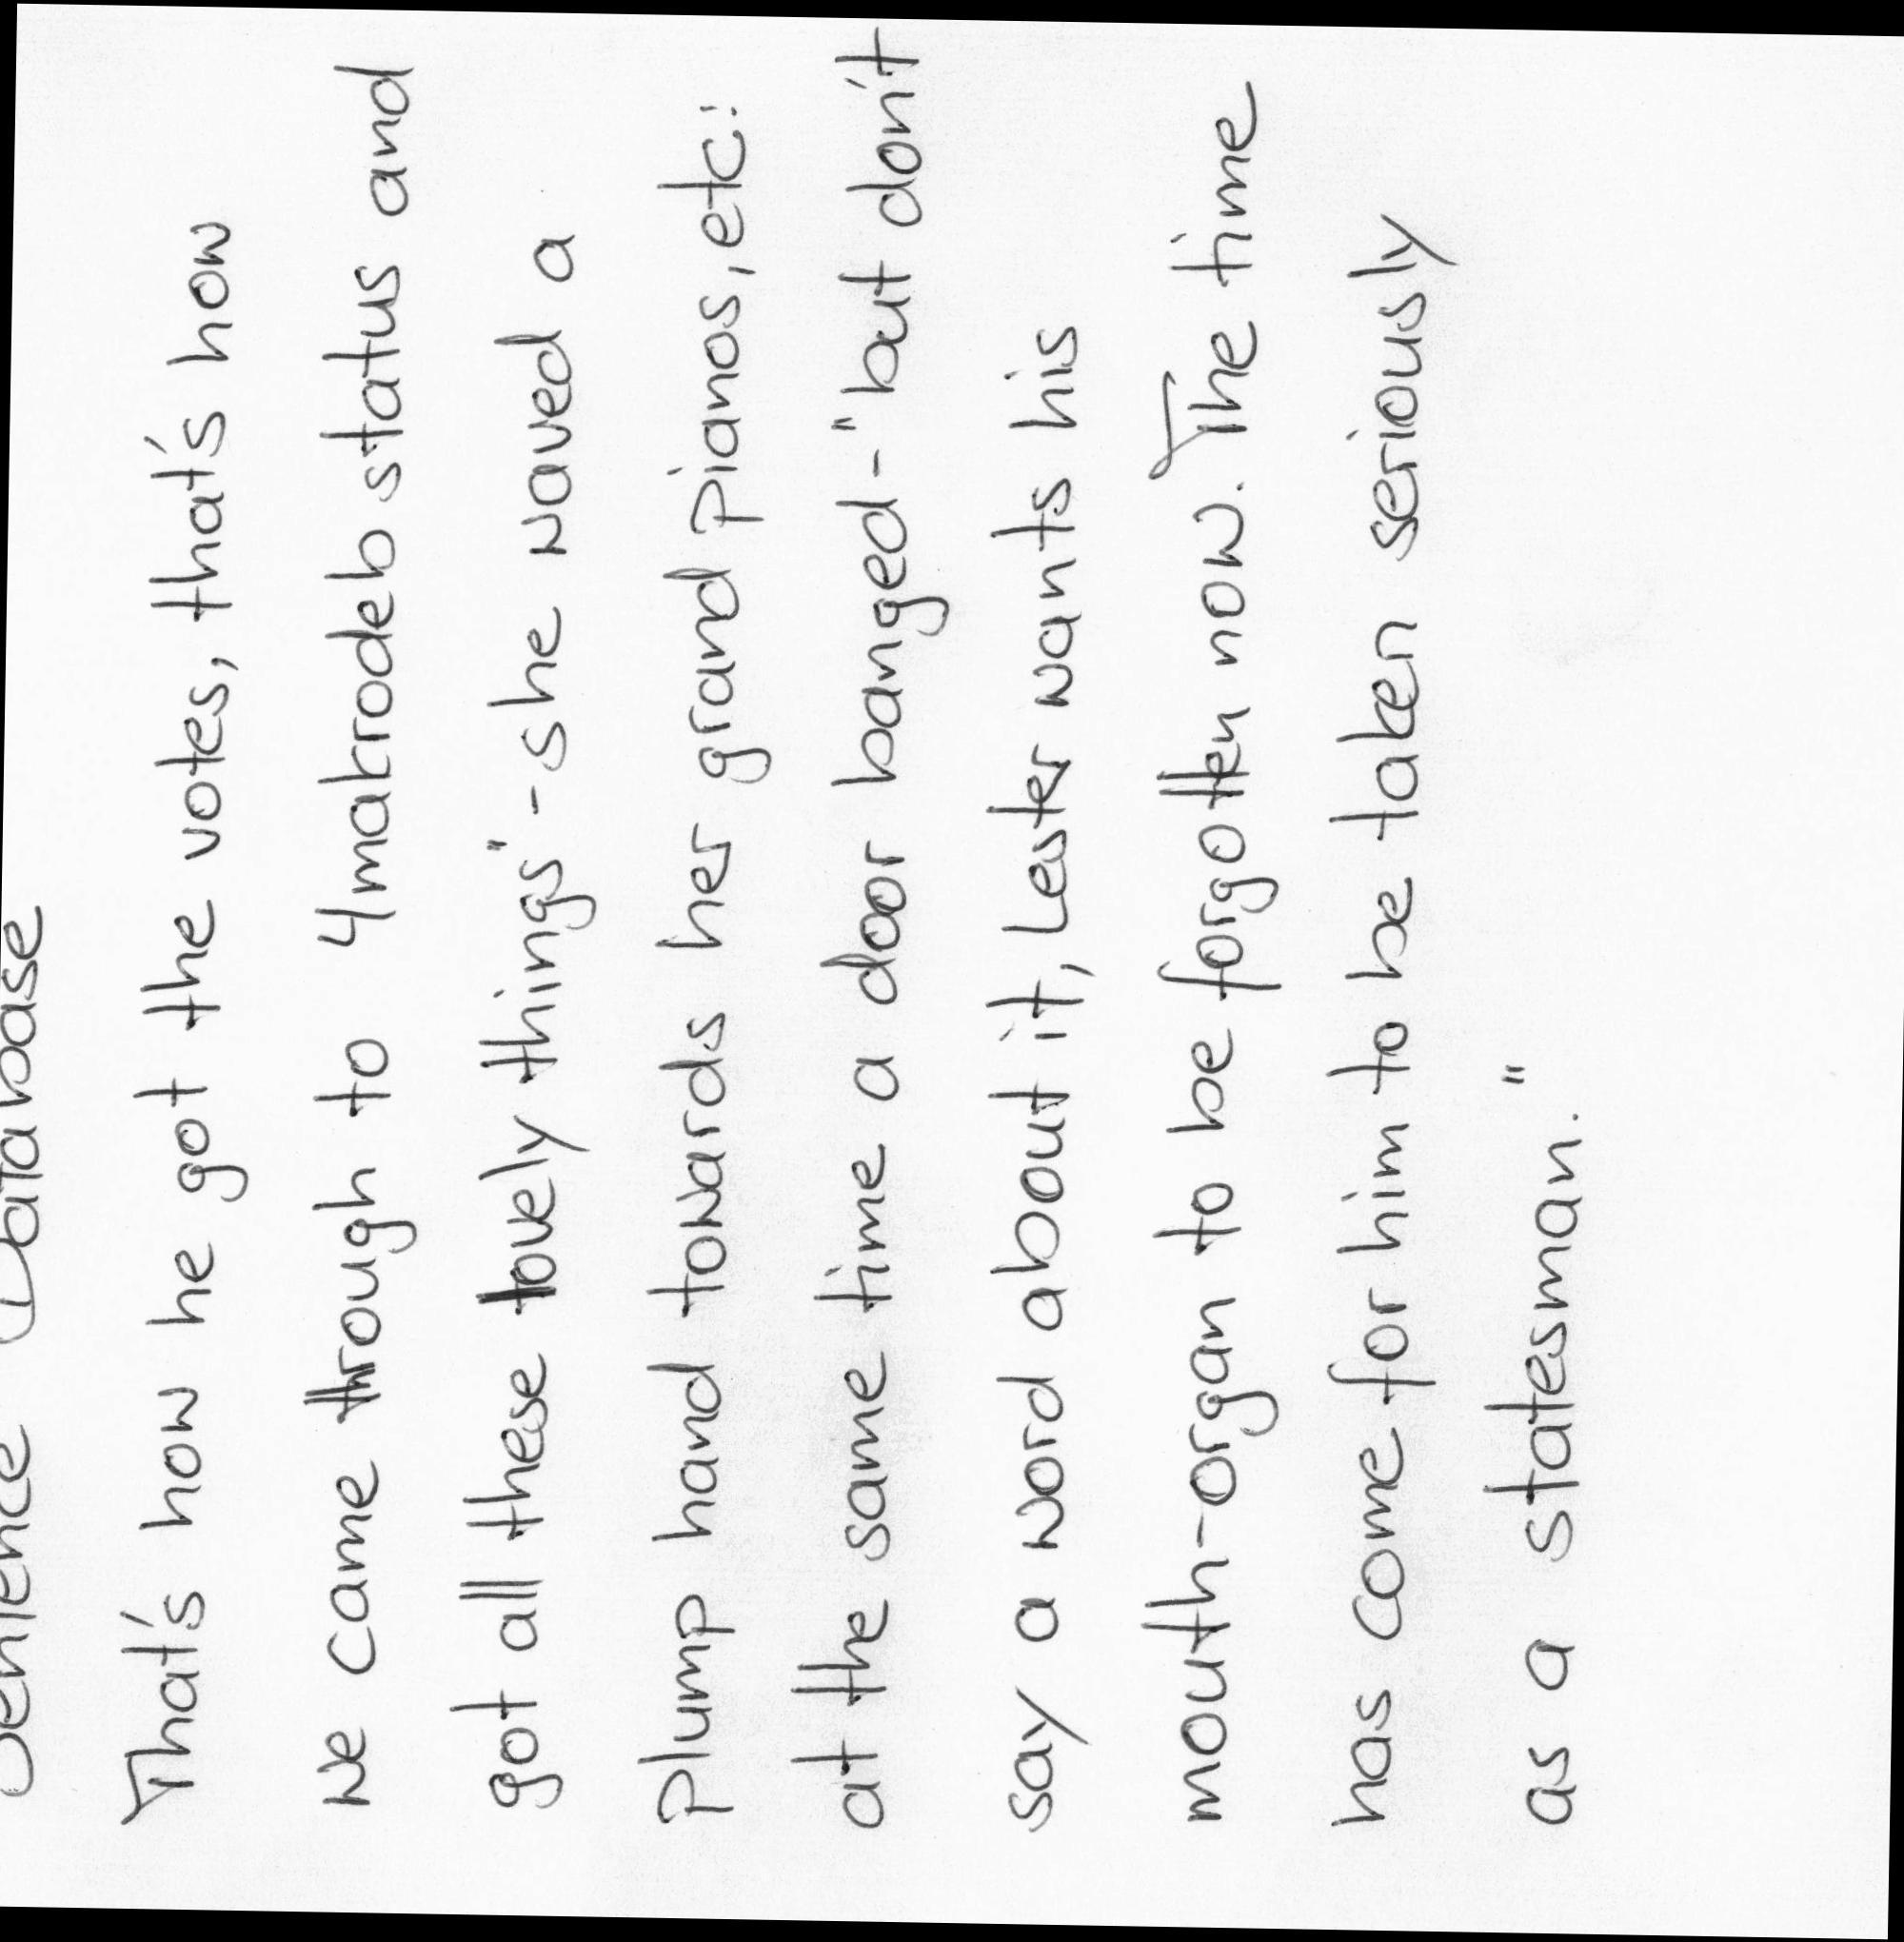 Sentence Database
That's how he got the votes, that's how
we came through to 4makrodeb status and
got all these lovely things" - she waved a
plump hand towards her grand pianos, etc.:
at the same time a door banged - "but don't
say a word about it, Lester wants his
mouth-organ to be forgotten now. The time
has come for him to be taken seriously
as a statesman."